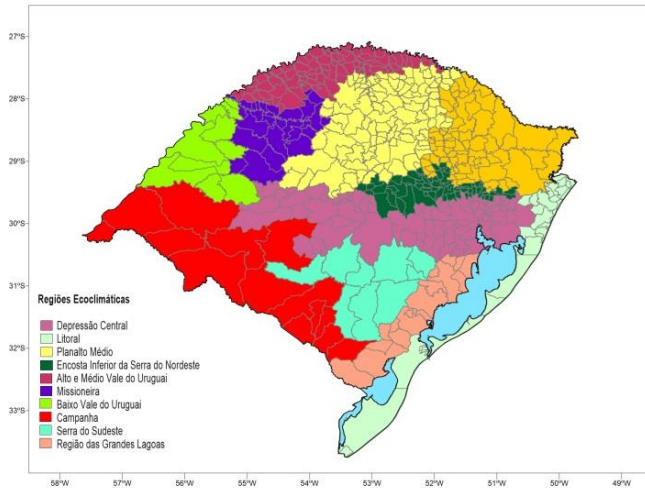 27°S
28°S
29°S
30°S
31°S
32°S
33°S
Regiões Ecoclimáticas
Depressão Central
Litoral
Planalto Médio
Encosta Inferior da Serra do Nordeste
Alto e Médio Vale do Uruguai
Missioneira
Baixo Vale do Uruguai
Campanha
Serra do Sudeste
Região das Grandes Lagoas
58°W 57°W 56°W 55°W 54°W 53°W 52°W 51°W 50°W 49°W